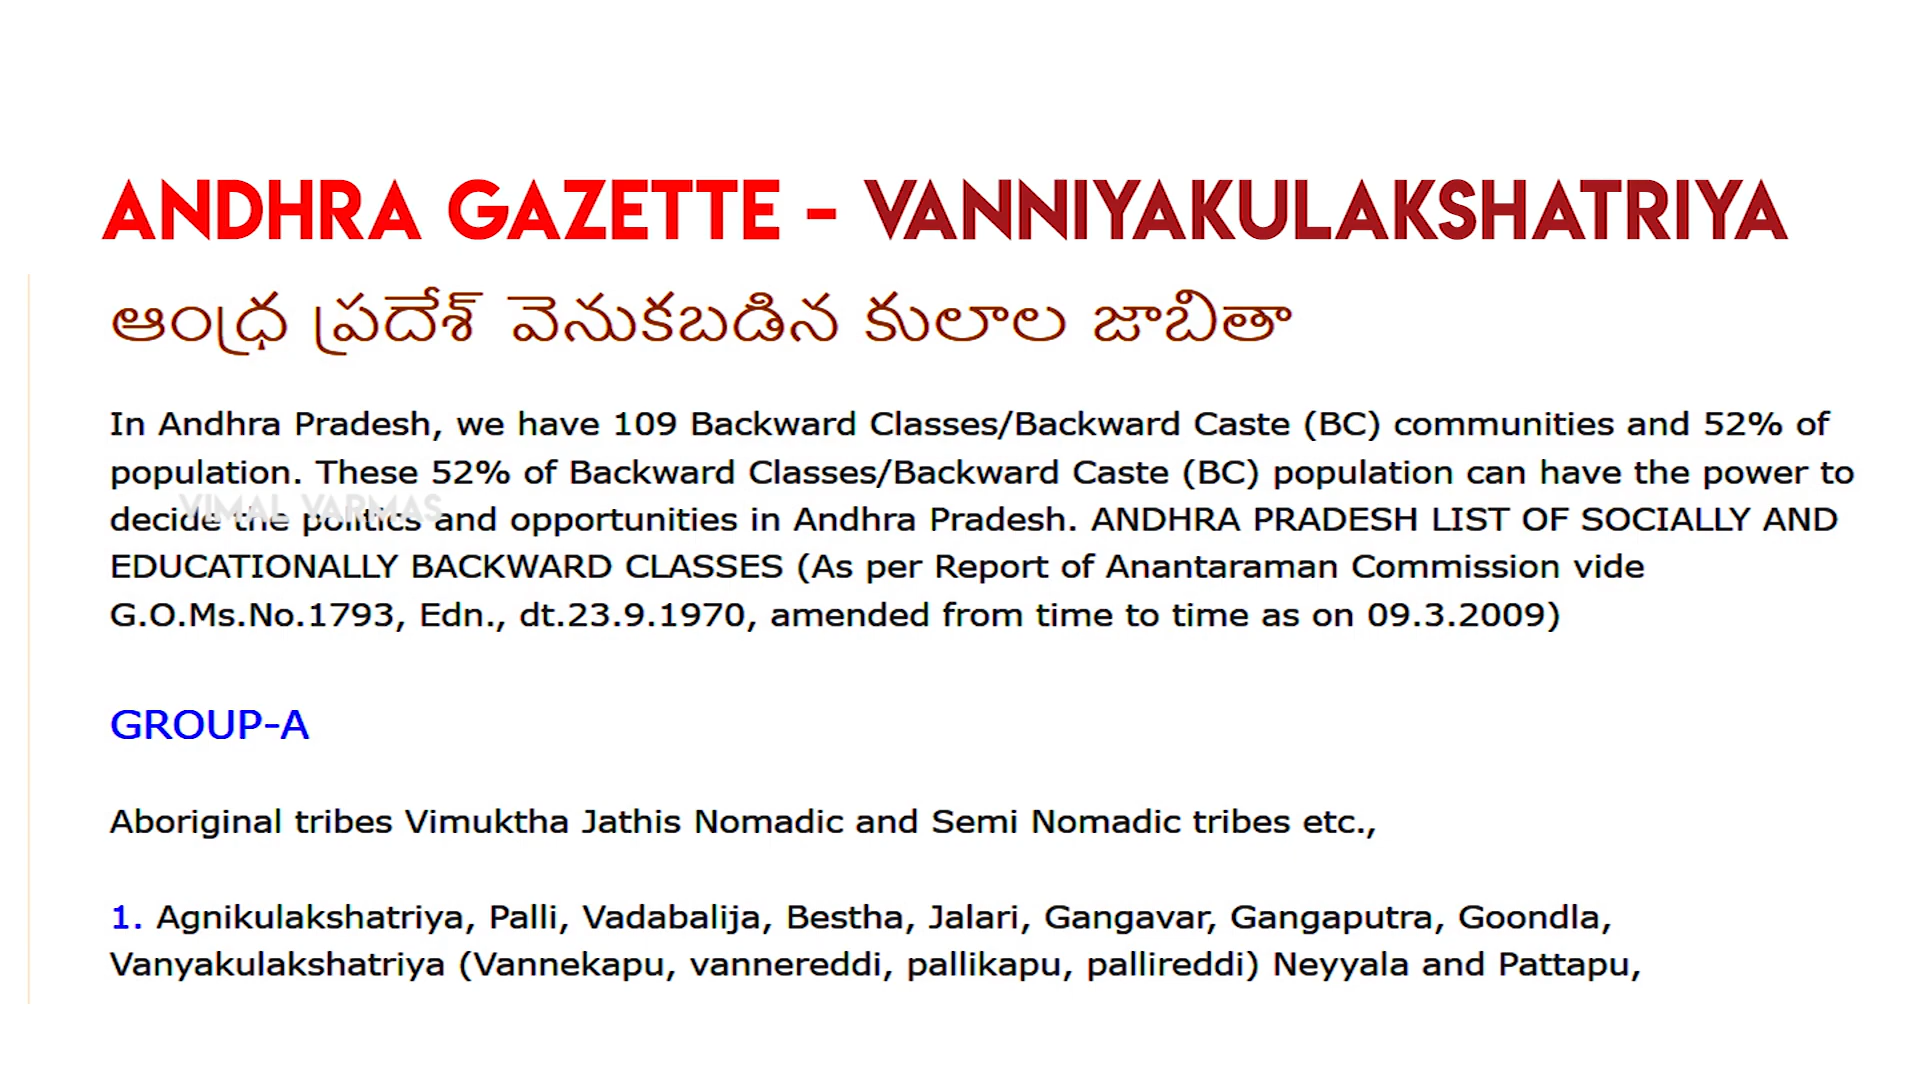 ANDHRA GAZETTE - VANNIYAKULAKSHATRIYA
ఆంధ్ర ప్రదేశ్ వెనుకబడిన కులాల జాబితా
In Andhra Pradesh, we have 109 Backward Classes/Backward Caste (BC) communities and 52% of
population. These 52% of Backward Classes/Backward Caste (BC) population can have the power to
VIMAL VARMAS
decide the politics and opportunities in Andhra Pradesh. ANDHRA PRADESH LIST OF SOCIALLY AND
EDUCATIONALLY BACKWARD CLASSES (As per Report of Anantaraman Commission vide
G.O.Ms.No.1793, Edn., dt.23.9.1970, amended from time to time as on 09.3.2009)
GROUP-A
Aboriginal tribes Vimuktha Jathis Nomadic and Semi Nomadic tribes etc.,
1. Agnikulakshatriya, Palli, Vadabalija, Bestha, Jalari, Gangavar, Gangaputra, Goondla,
Vanyakulakshatriya (Vannekapu, vannereddi, pallikapu, pallireddi) Neyyala and Pattapu,